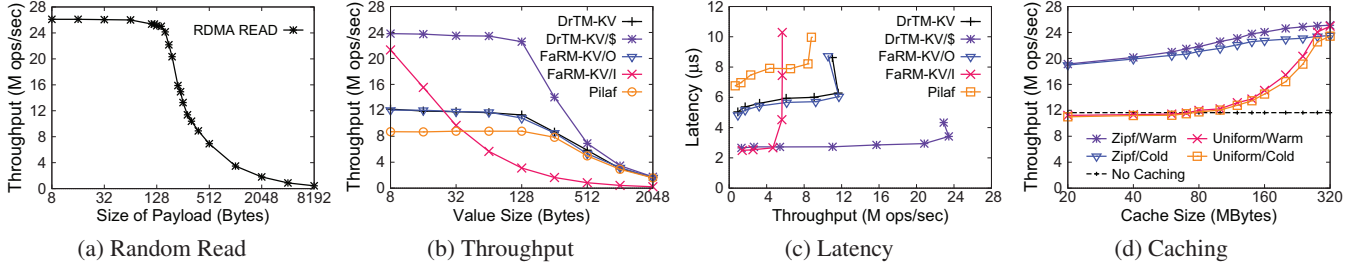 Throughput (M ops/sec)
28
24
20
16
12
8
4
0
RDMA READ
8 32 128 512 2048 8192
Size of Payload (Bytes)
(a) Random Read
Throughput (M ops/sec)
28
24
20
16
12
8
4
0
DrTM-KV
DrTM-KV/$
FaRM-KV/O
FaRM-KV/I
Pilaf
8 32 128 512 2048
Value Size (Bytes)
(b) Throughput
Latency (μs)
12
10
8
6
4
2
0
DrTM-KV
DrTM-KV/$
FaRM-KV/O
FaRM-KV/I
Pilaf
0 4 8 12 16 20 24
Throughput (M ops/sec)
(c) Latency
Throughput (M ops/sec)
28
24
20
16
12
8
4
0
Zipf/Warm
Zipf/Cold
No Caching
Uniform/Warm
Uniform/Cold
20 40 80 160 320
Cache Size (MBytes)
(d) Caching